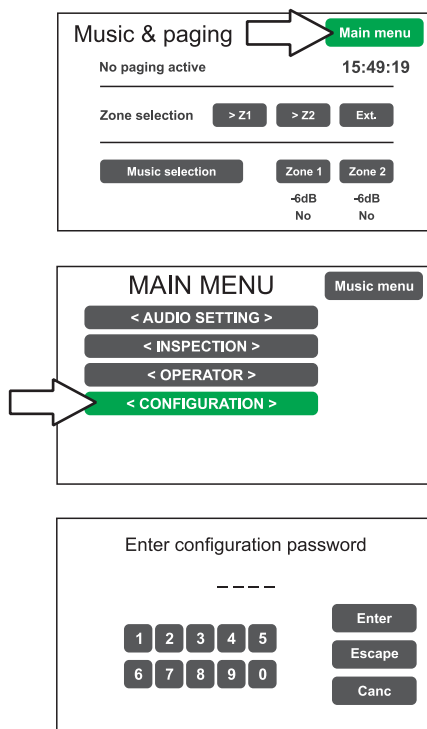 Music & paging
Main menu
No paging active
15:49:19
Zone selection
> Z1
> Z2
Ext.
Music selection
Zone 1
Zone 2
-6dB
-6dB
No
No
MAIN MENU
Music menu
< AUDIO SETTING >
< INSPECTION >
< OPERATOR >
< CONFIGURATION >
Enter configuration password
_ _ _ _
1 2 3 4 5
6 7 8 9 0
Enter
Escape
Canc